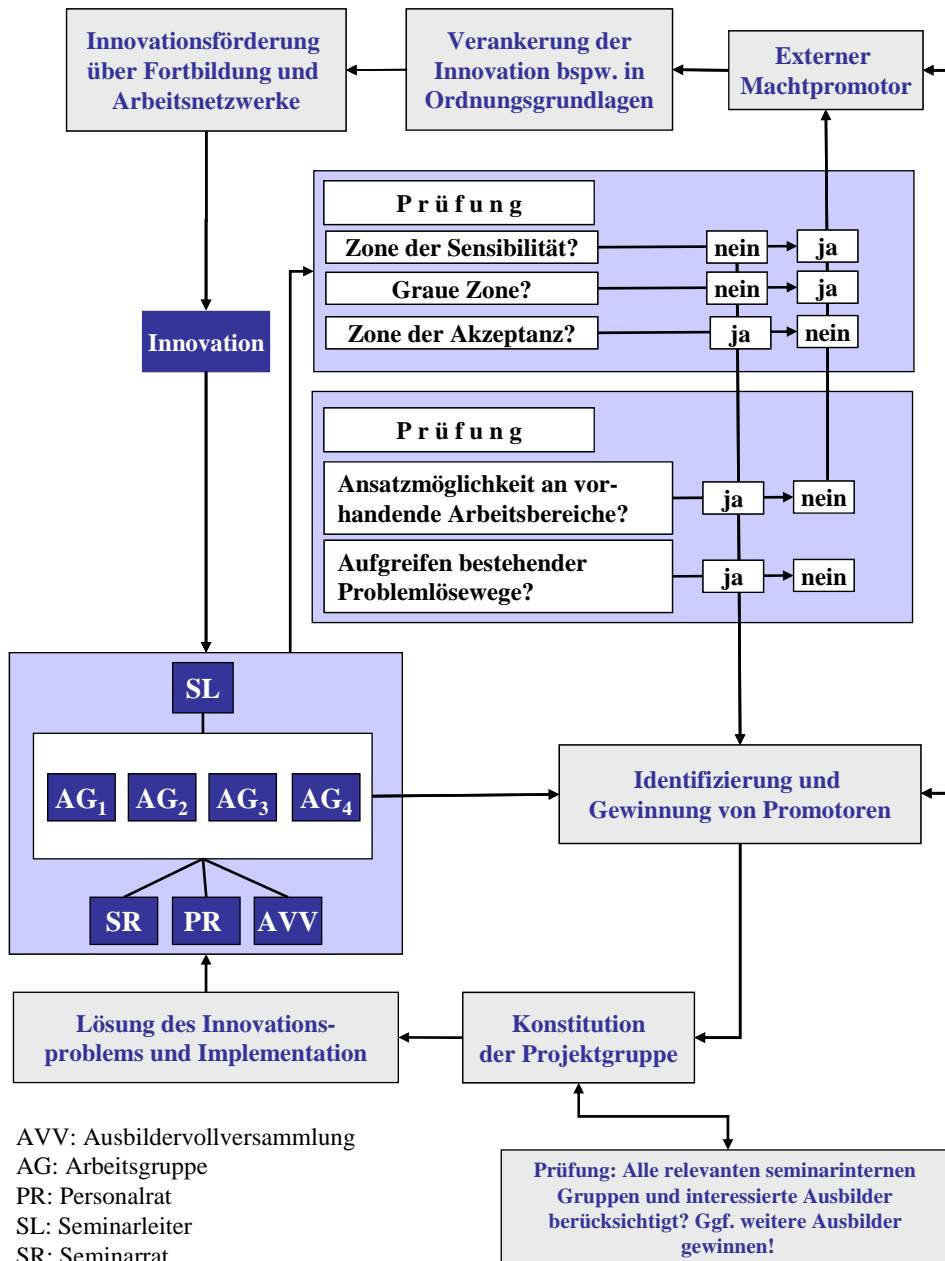 Innovationsförderung
über Fortbildung und
Arbeitsnetzwerke
Verankerung der
Innovation bspw. in
Ordnungsgrundlagen
Externer
Machtpromotor
P r ü f u n g
Zone der Sensibilität?
nein
ja
Graue Zone?
nein
ja
Zone der Akzeptanz?
ja
nein
Innovation
P r ü f u n g
Ansatzmöglichkeit an vor-
handende Arbeitsbereiche?
ja
nein
Aufgreifen bestehender
Problemlösewege?
ja
nein
SL
AG1
AG2
AG3
AG4
SR
PR
AVV
Identifizierung und
Gewinnung von Promotoren
Lösung des Innovations-
problems und Implementation
Konstitution
der Projektgruppe
AVV: Ausbildervollversammlung
AG: Arbeitsgruppe
PR: Personalrat
SL: Seminarleiter
SR: Seminarrat
Prüfung: Alle relevanten seminarinternen
Gruppen und interessierte Ausbilder
berücksichtigt? Ggf. weitere Ausbilder
gewinnen!